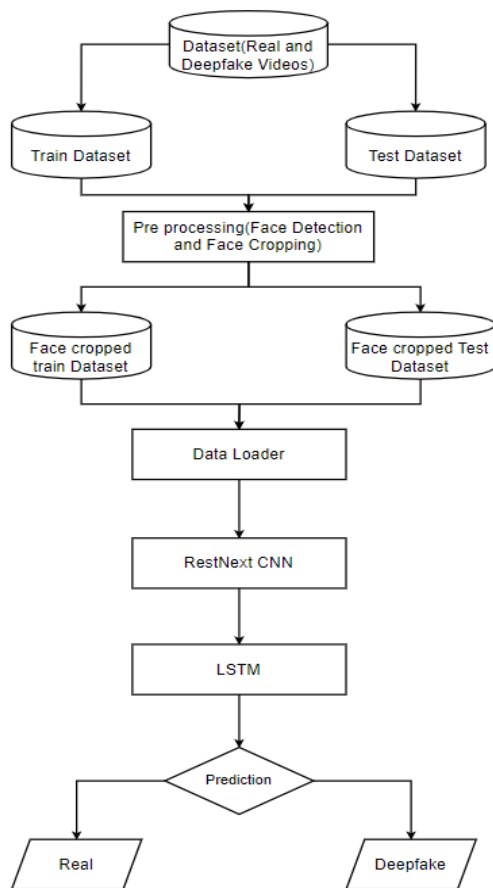 Dataset(Real and
Deepfake Videos)
Train Dataset
Test Dataset
Pre processing(Face Detection
and Face Cropping)
Face cropped
train Dataset
Face cropped Test
Dataset
Data Loader
RestNext CNN
LSTM
Prediction
Real
Deepfake